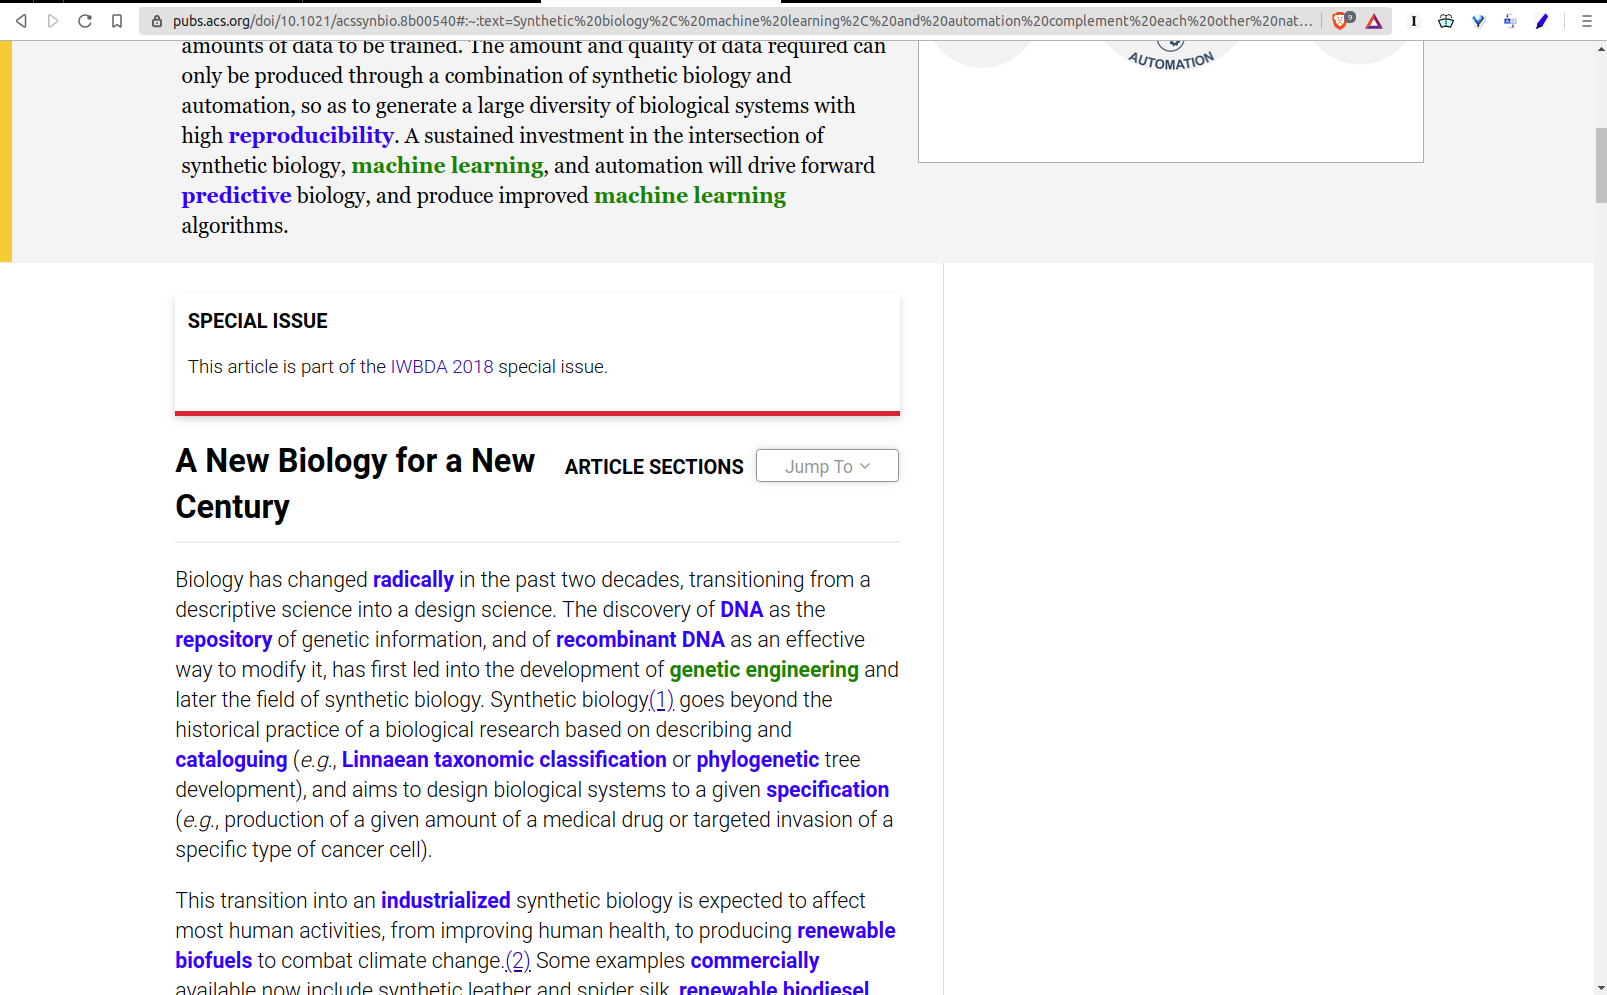 pubs.acs.org/doi/10.1021/acssynbio.8b00540#:~:text=Synthetic%20biology%2C%20machine%20learning%2C%20and%20automation%20complement%20each%20other%20nat...
9
amounts of data to be trained. The amount and quality of data required can
only be produced through a combination of synthetic biology and
automation, so as to generate a large diversity of biological systems with
high reproducibility. A sustained investment in the intersection of
synthetic biology, machine learning, and automation will drive forward
predictive biology, and produce improved machine learning
algorithms.
AUTOMATION
SPECIAL ISSUE
This article is part of the IWBDA 2018 special issue.
A New Biology for a New
Century
ARTICLE SECTIONS
Jump To
Biology has changed radically in the past two decades, transitioning from a
descriptive science into a design science. The discovery of DNA as the
repository of genetic information, and of recombinant DNA as an effective
way to modify it, has first led into the development of genetic engineering and
later the field of synthetic biology. Synthetic biology(1) goes beyond the
historical practice of a biological research based on describing and
cataloguing (e.g., Linnaean taxonomic classification or phylogenetic tree
development), and aims to design biological systems to a given specification
(e.g., production of a given amount of a medical drug or targeted invasion of a
specific type of cancer cell).
This transition into an industrialized synthetic biology is expected to affect
most human activities, from improving human health, to producing renewable
biofuels to combat climate change.(2) Some examples commercially
available now include synthetic leather and spider silk, renewable biodiesel